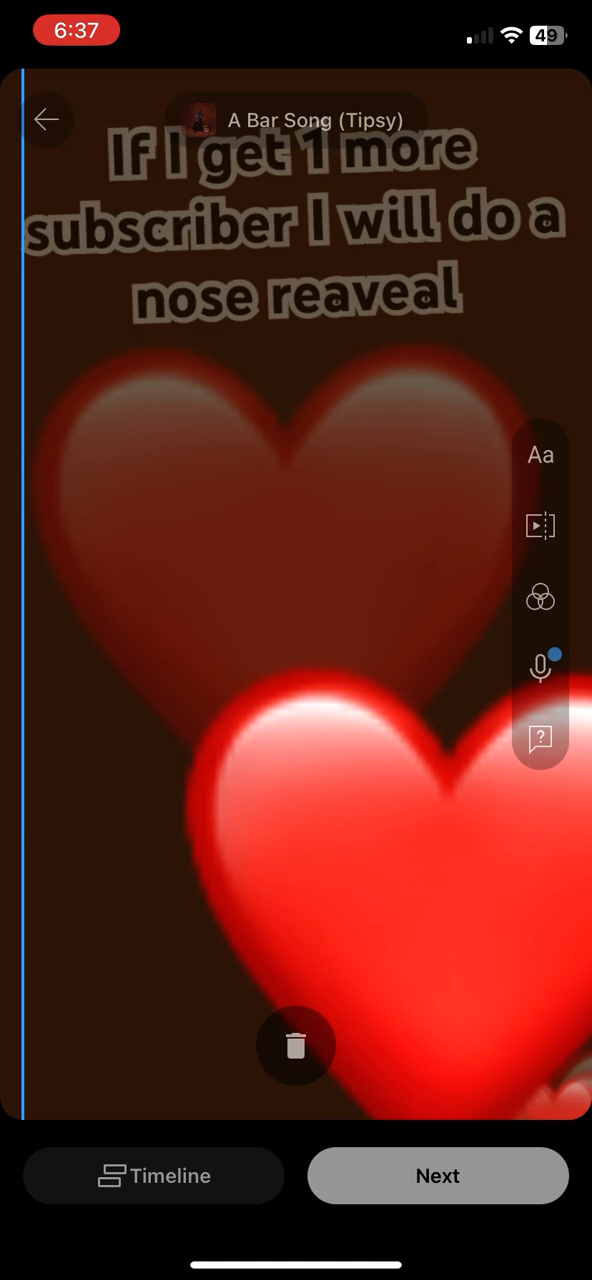 6:37
49
A Bar Song (Tipsy)
If I get 1 more
subscriber I will do a
nose reaveal
Aa
?
Timeline
Next